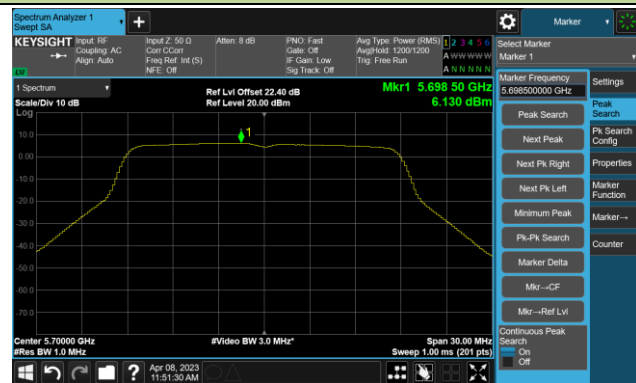 Spectrum Analyzer 1
Swept SA
Marker
KEYSIGHT
Input: RF
Coupling: AC
Align: Auto
Input Z: 50 Ω
Corr CCorr
Freq Ref: Int (S)
NFE: Off
Atten: 8 dB
PNO: Fast
Gate: Off
IF Gain: Low
Sig Track: Off
Avg Type: Power (RMS)
Avg|Hold: 1200/1200
Trig: Free Run
1 2 3 4 5 6
A W W W W W
A N N N N N
Select Marker
Marker 1
1 Spectrum
Scale/Div 10 dB
Log
Ref Lvl Offset 22.40 dB
Ref Level 20.00 dBm
Mkr1 5.698 50 GHz
6.130 dBm
10.0
0.00
-10.0
-20.0
-30.0
-40.0
-50.0
-60.0
-70.0
1
Center 5.70000 GHz
#Res BW 1.0 MHz
#Video BW 3.0 MHz*
Span 30.00 MHz
Sweep 1.00 ms (201 pts)
Marker Frequency
5.698500000 GHz
Peak Search
Next Peak
Next Pk Right
Next Pk Left
Minimum Peak
Pk-Pk Search
Marker Delta
Mkr→CF
Mkr→Ref Lvl
Continuous Peak
Search
On
Off
Settings
Peak
Search
Pk Search
Config
Properties
Marker
Function
Marker→
Counter
Apr 08, 2023
11:51:30 AM